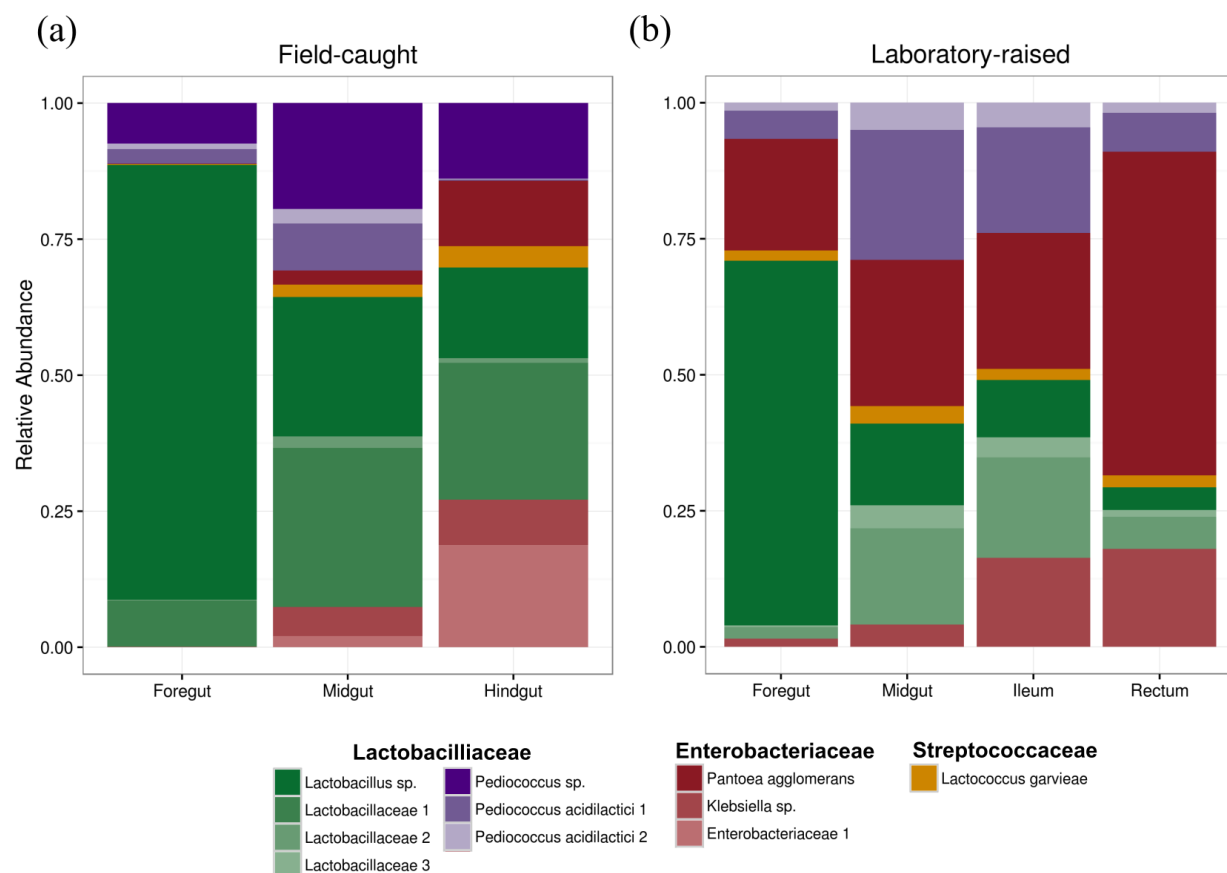 (a)
Field-caught
(b)
Laboratory-raised
Relative Abundance
1.00
0.75
0.50
0.25
0.00
Foregut Midgut Hindgut
1.00
0.75
0.50
0.25
0.00
Foregut Midgut Ileum Rectum
Lactobacilliaceae
Lactobacillus sp.
Lactobacillaceae 1
Lactobacillaceae 2
Lactobacillaceae 3
Pediococcus sp.
Pediococcus acidilactici 1
Pediococcus acidilactici 2
Enterobacteriaceae
Pantoea agglomerans
Klebsiella sp.
Enterobacteriaceae 1
Streptococcaceae
Lactococcus garvieae